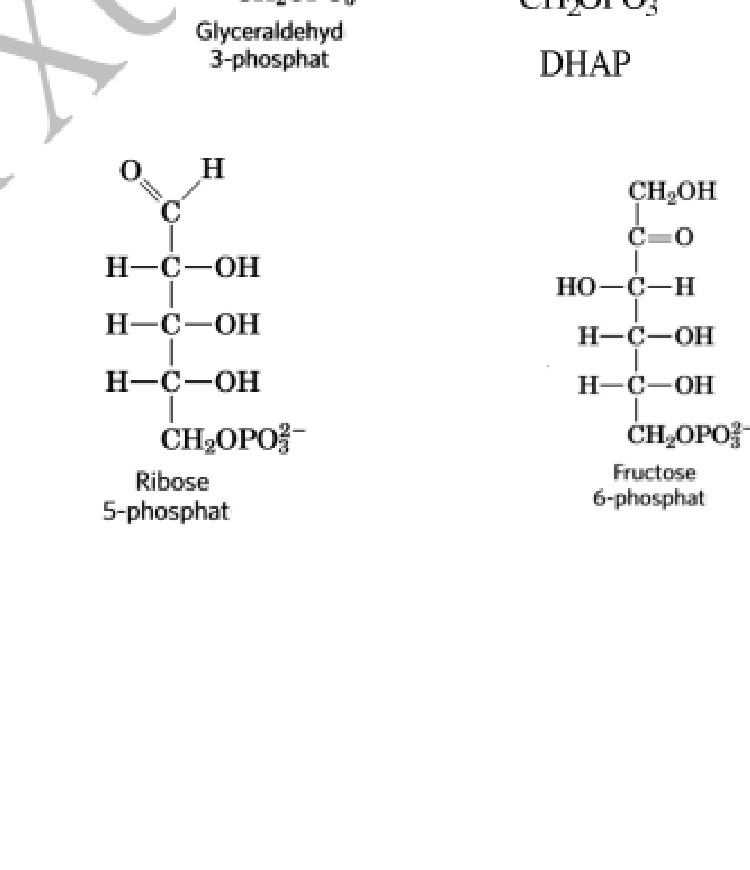 Glyceraldehyd
3-phosphat
DHAP
O H
C
H—C—OH
H—C—OH
H—C—OH
CH₂OPO₃²⁻
Ribose
5-phosphat
CH₂OH
C=O
HO—C—H
H—C—OH
H—C—OH
CH₂OPO₃²⁻
Fructose
6-phosphat